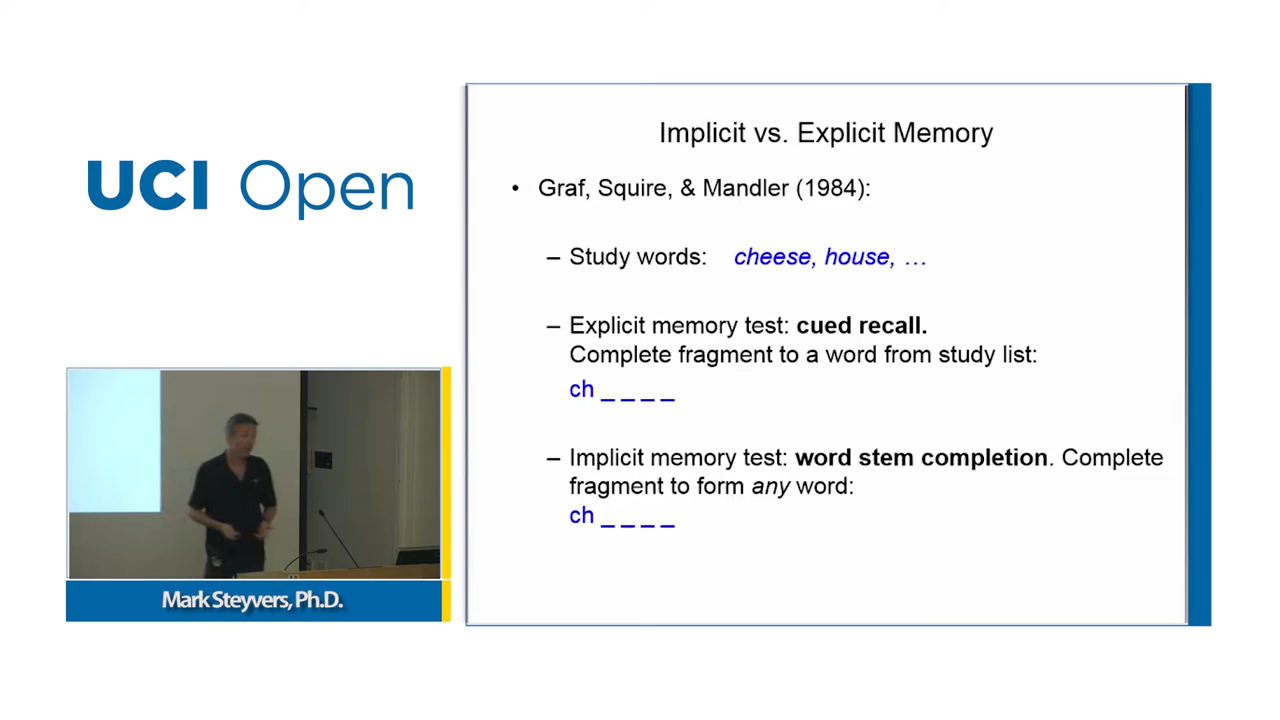 UCI Open
Implicit vs. Explicit Memory
• Graf, Squire, & Mandler (1984):
– Study words: cheese, house, …
– Explicit memory test: cued recall.
Complete fragment to a word from study list:
ch _ _ _ _
– Implicit memory test: word stem completion. Complete
fragment to form any word:
ch _ _ _ _
Mark Steyvers, Ph.D.